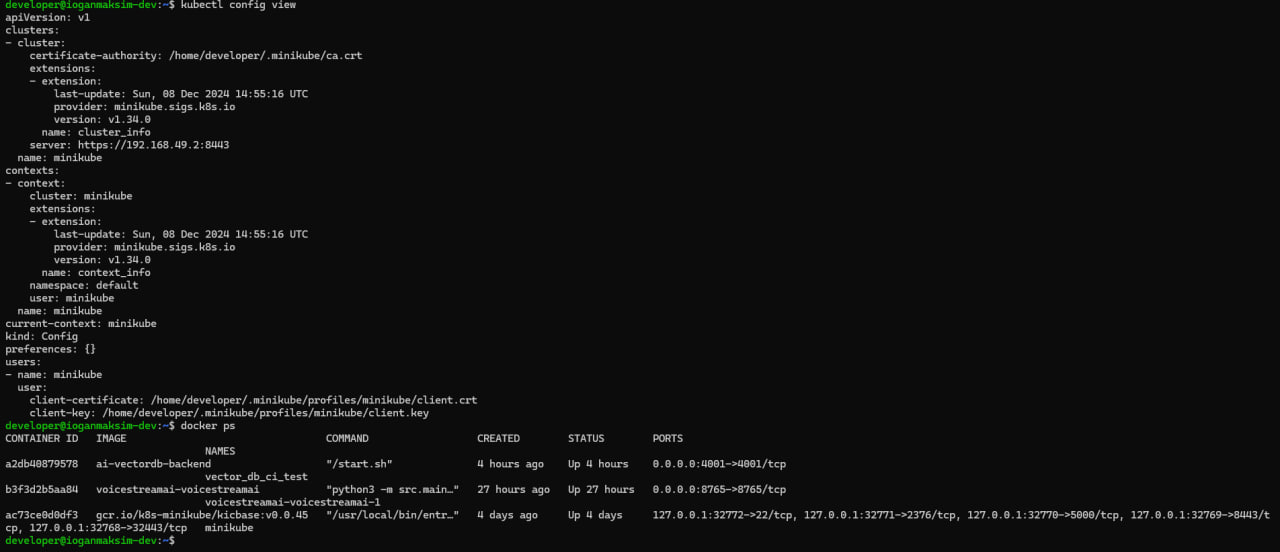 developer@ioganmaksim-dev:~$ kubectl config view
apiVersion: v1
clusters:
- cluster:
    certificate-authority: /home/developer/.minikube/ca.crt
    extensions:
    - extension:
        last-update: Sun, 08 Dec 2024 14:55:16 UTC
        provider: minikube.sigs.k8s.io
        version: v1.34.0
      name: cluster_info
    server: https://192.168.49.2:8443
  name: minikube
contexts:
- context:
    cluster: minikube
    extensions:
    - extension:
        last-update: Sun, 08 Dec 2024 14:55:16 UTC
        provider: minikube.sigs.k8s.io
        version: v1.34.0
      name: context_info
    namespace: default
    user: minikube
  name: minikube
current-context: minikube
kind: Config
preferences: {}
users:
- name: minikube
  user:
    client-certificate: /home/developer/.minikube/profiles/minikube/client.crt
    client-key: /home/developer/.minikube/profiles/minikube/client.key
developer@ioganmaksim-dev:~$ docker ps
CONTAINER ID   IMAGE                                 COMMAND                  CREATED        STATUS        PORTS
                                 NAMES
a2db40879578   ai-vectordb-backend                   "/start.sh"              4 hours ago    Up 4 hours    0.0.0.0:4001->4001/tcp
                                 vector_db_ci_test
b3f3d2b5aa84   voicestreamai-voicestreamai           "python3 -m src.main…"   27 hours ago   Up 27 hours   0.0.0.0:8765->8765/tcp
                                 voicestreamai-voicestreamai-1
ac73ce0d0df3   gcr.io/k8s-minikube/kicbase:v0.0.45   "/usr/local/bin/entr…"   4 days ago     Up 4 days     127.0.0.1:32772->22/tcp, 127.0.0.1:32771->2376/tcp, 127.0.0.1:32770->5000/tcp, 127.0.0.1:32769->8443/t
cp, 127.0.0.1:32768->32443/tcp   minikube
developer@ioganmaksim-dev:~$